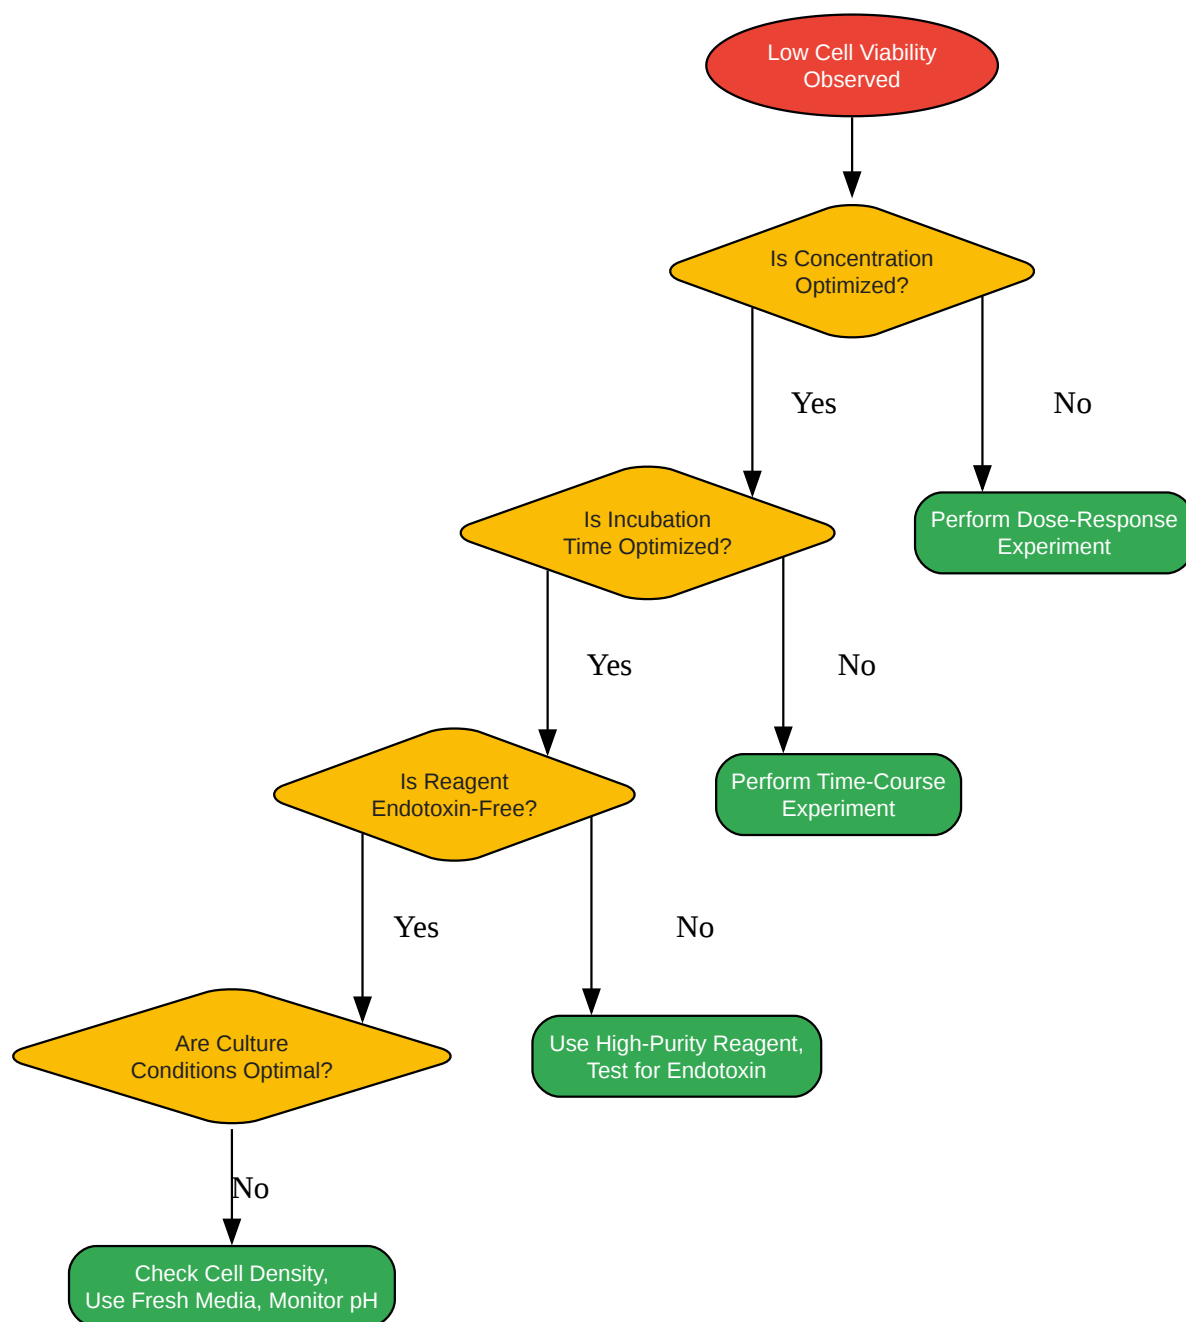 Low Cell Viability
Observed
Is Concentration
Optimized?
Yes
No
Is Incubation
Time Optimized?
Perform Dose-Response
Experiment
Yes
No
Is Reagent
Endotoxin-Free?
Perform Time-Course
Experiment
Yes
No
Are Culture
Conditions Optimal?
Use High-Purity Reagent,
Test for Endotoxin
No
Check Cell Density,
Use Fresh Media, Monitor pH